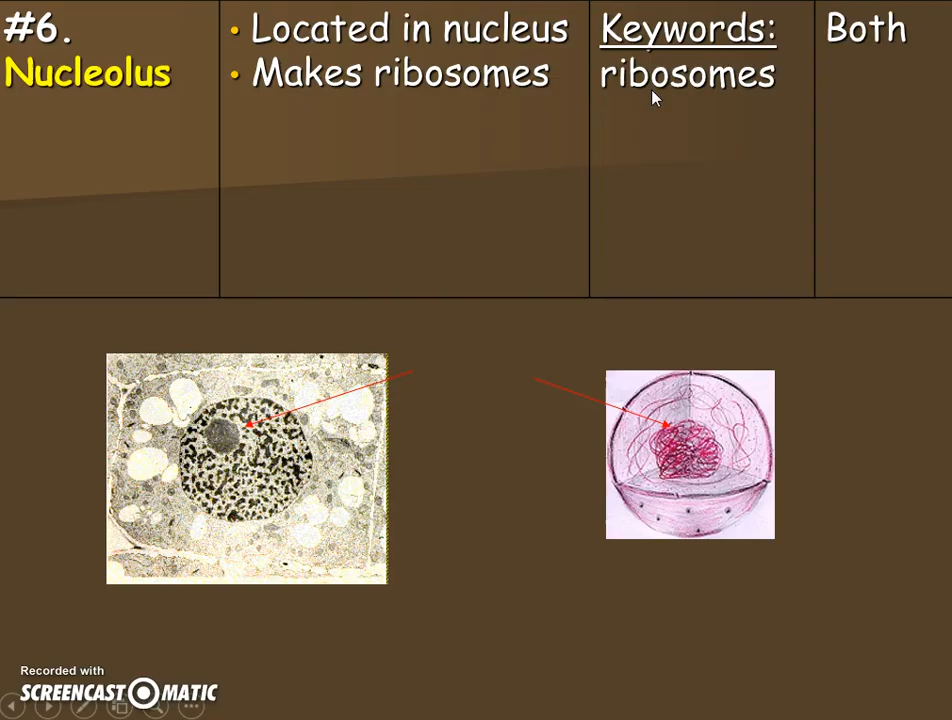 #6.
Nucleolus
• Located in nucleus
• Makes ribosomes
Keywords:
ribosomes
Both
Recorded with
SCREENCAST MATIC